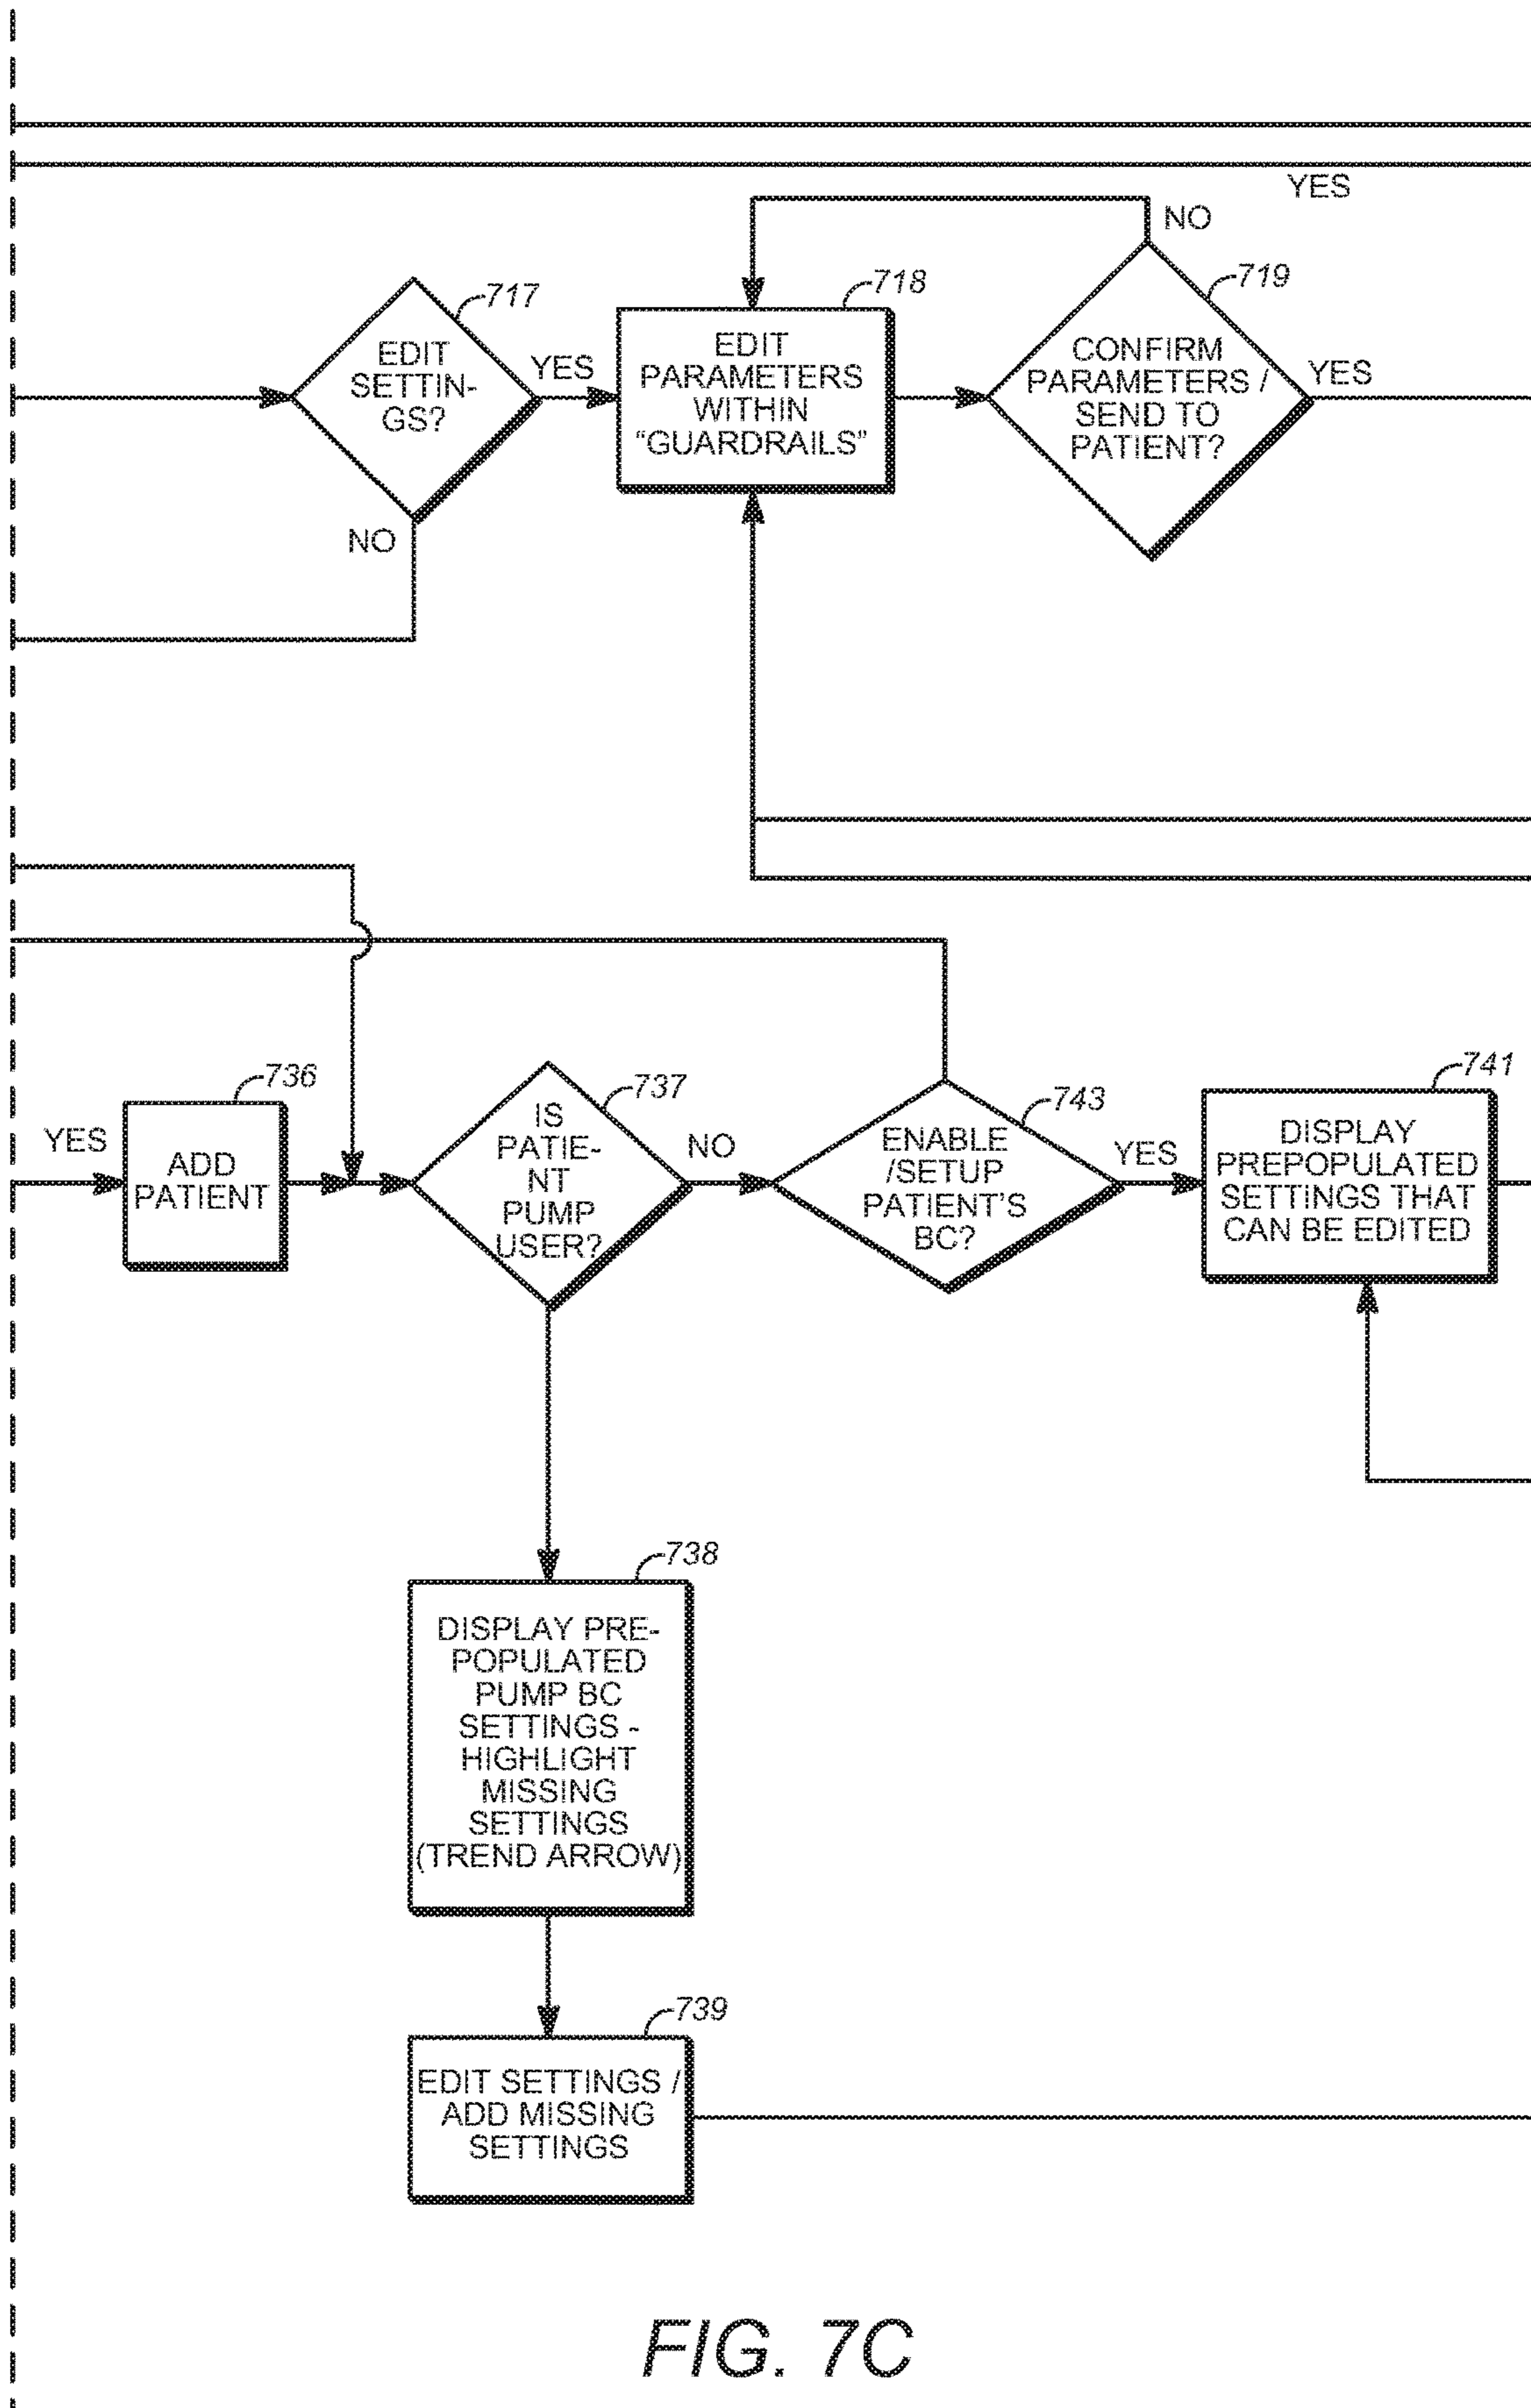 YES
NO
717
EDIT
SETTIN-
GS?
YES
NO
718
EDIT
PARAMETERS
WITHIN
“GUARDRAILS”
719
CONFIRM
PARAMETERS /
SEND TO
PATIENT?
YES
YES
736
ADD
PATIENT
737
IS
PATIE-
NT
PUMP
USER?
NO
743
ENABLE
/SETUP
PATIENT’S
BC?
YES
741
DISPLAY
PREPOPULATED
SETTINGS THAT
CAN BE EDITED
738
DISPLAY PRE-
POPULATED
PUMP BC
SETTINGS -
HIGHLIGHT
MISSING
SETTINGS
(TREND ARROW)
739
EDIT SETTINGS /
ADD MISSING
SETTINGS
FIG. 7C